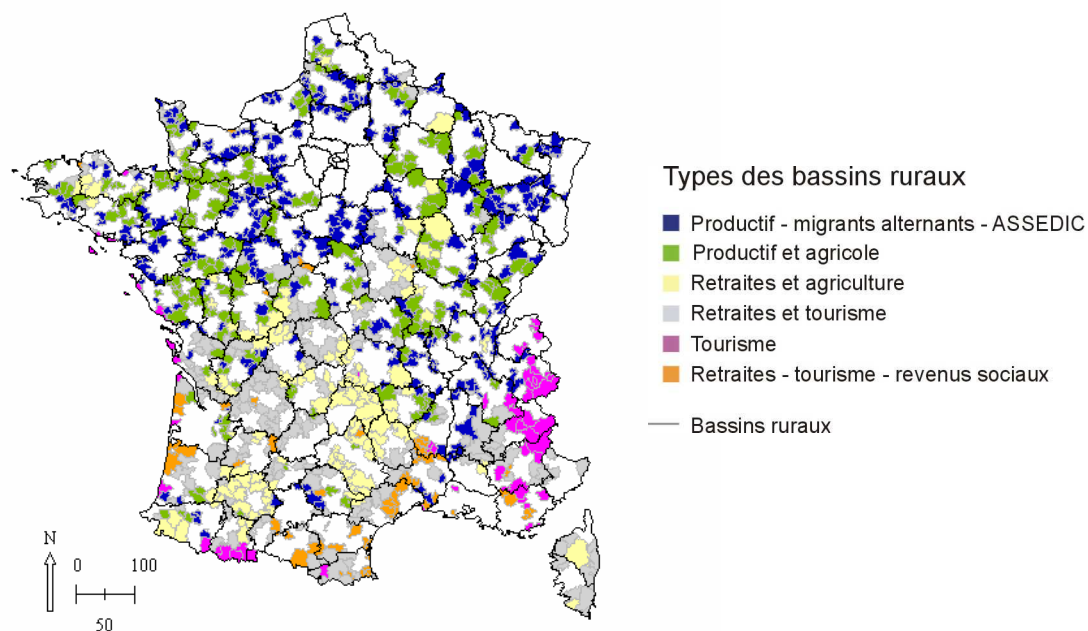 Types des bassins ruraux
Productif - migrants alternants - ASSEDIC
Productif et agricole
Retraites et agriculture
Retraites et tourisme
Tourisme
Retraites - tourisme - revenus sociaux
Bassins ruraux
N
0 100
50